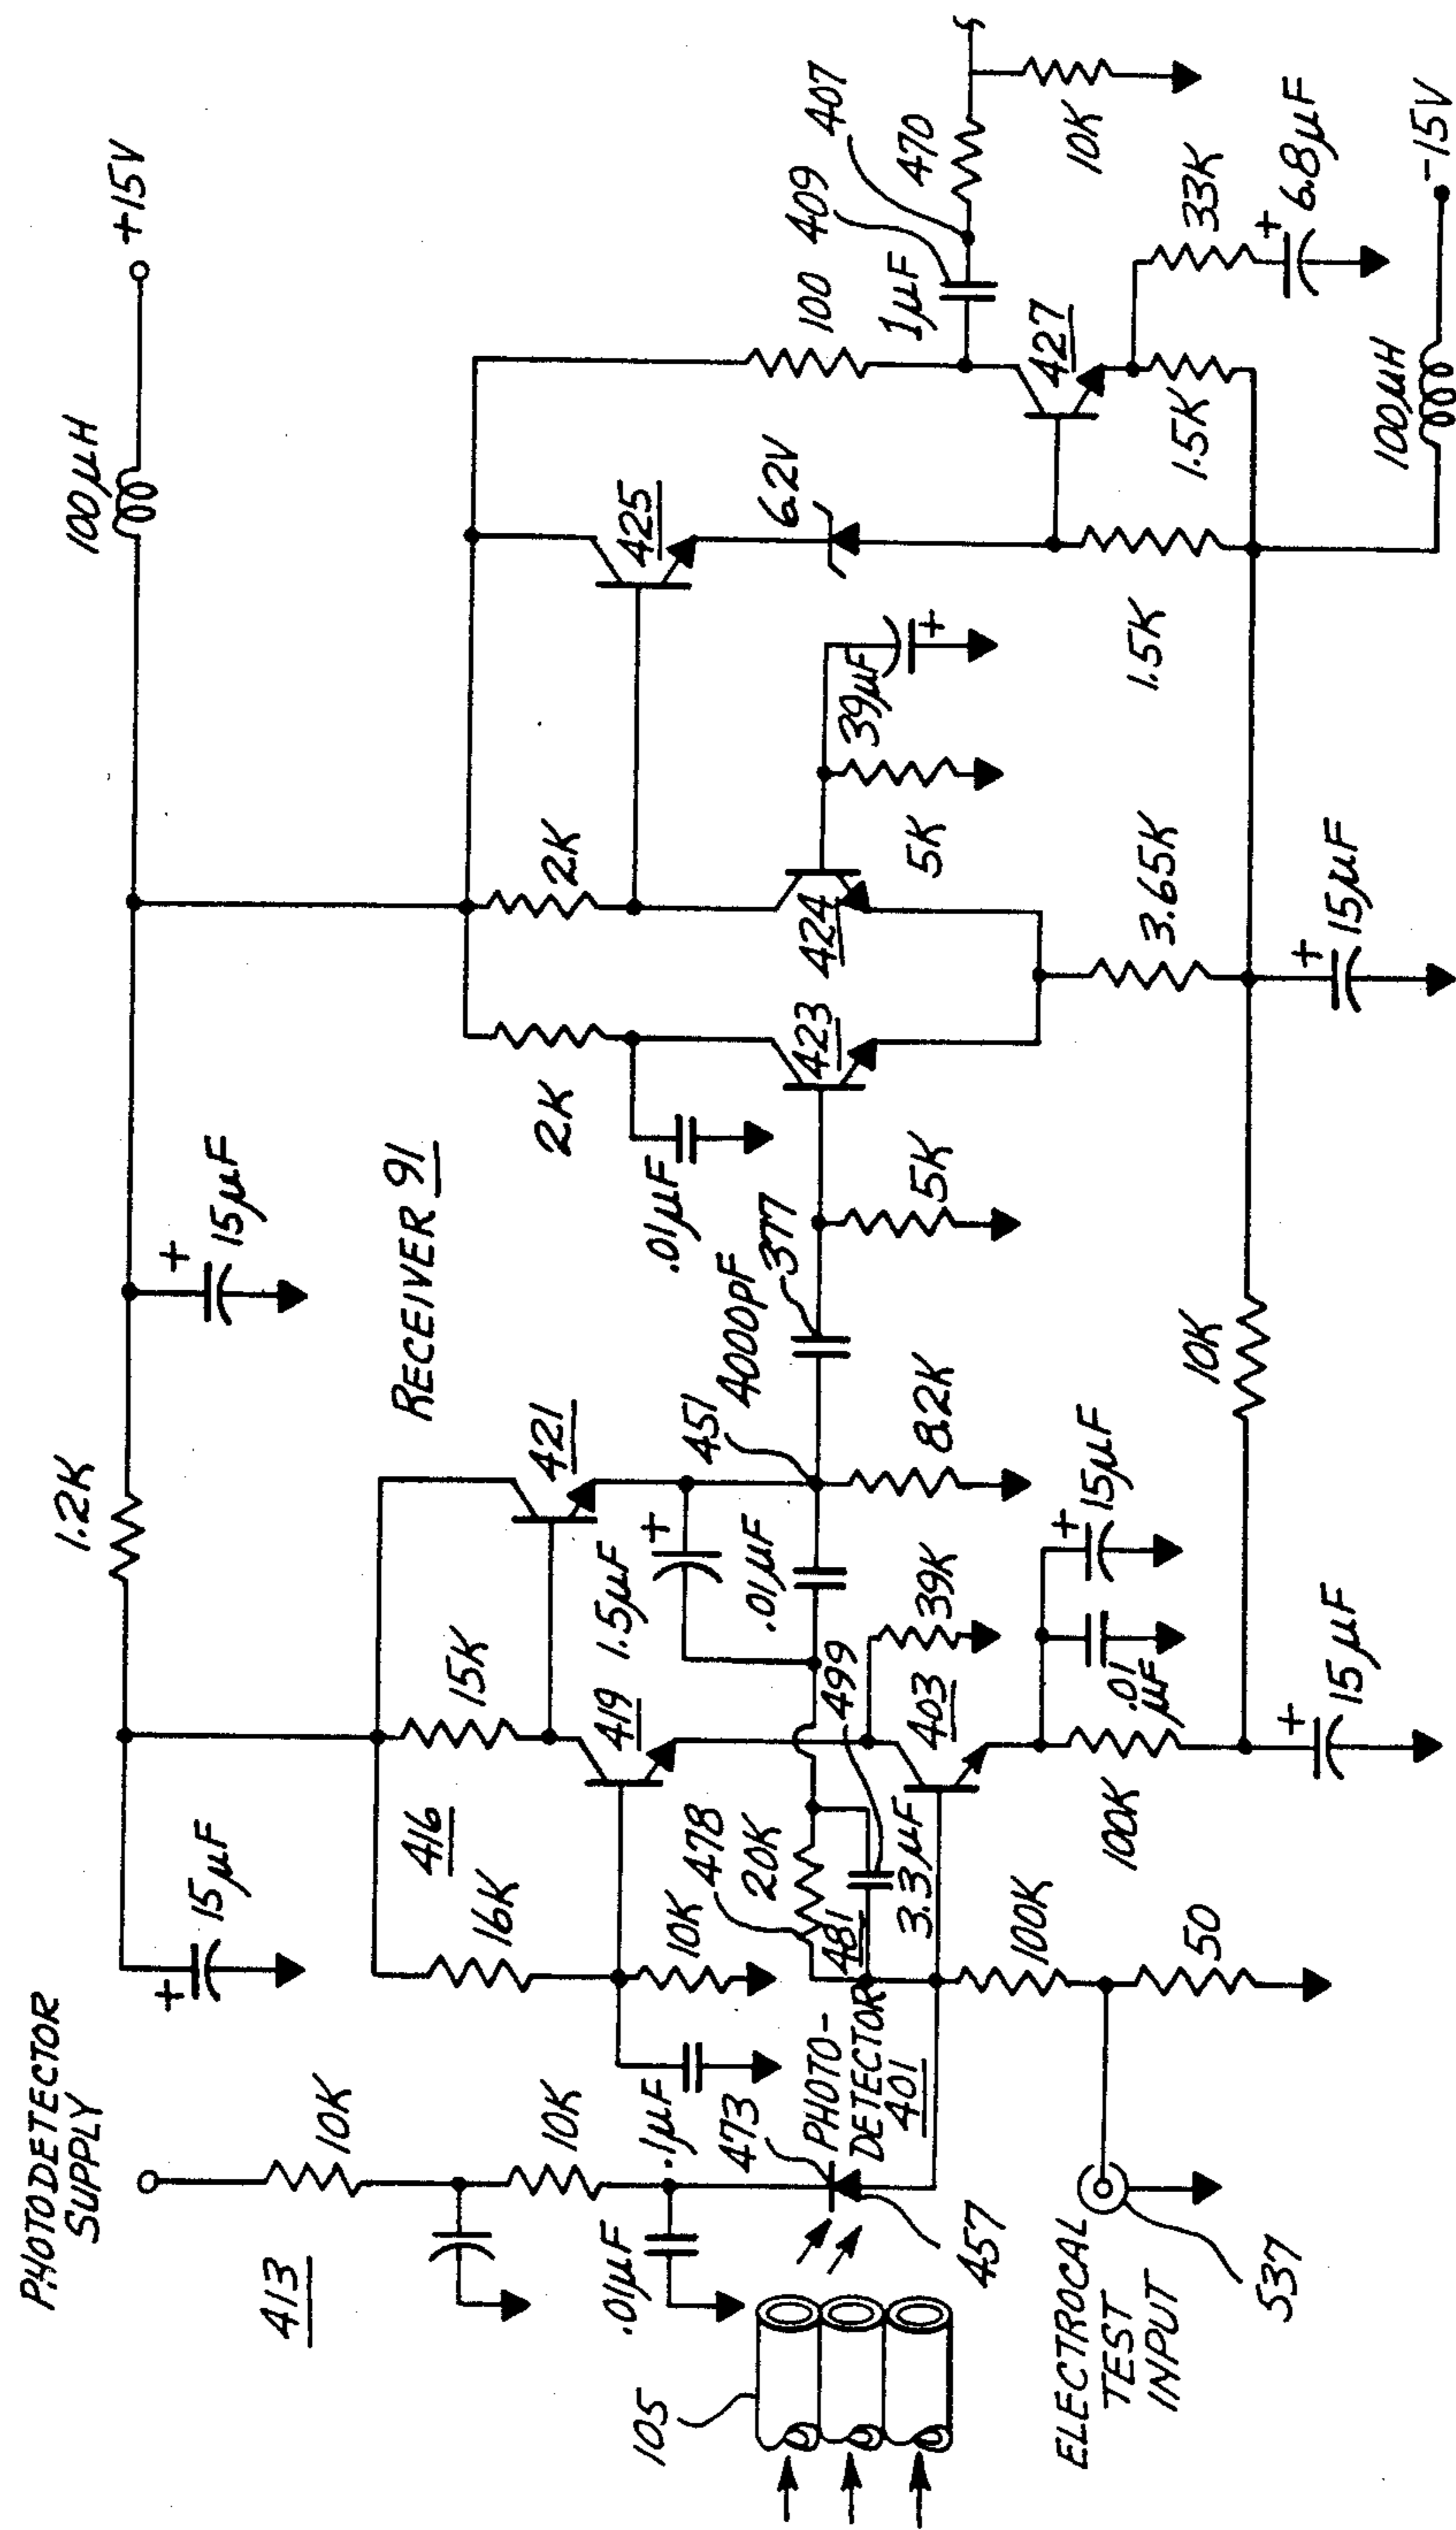 PHOTODETECTOR
SUPPLY
413
10K
10K
.01µF
.1µF
473
PHOTO-
DETECTOR
401
457
105
ELECTROCAL
TEST
INPUT
537
15µF
+
16K
10K
416
15K
419
478
20K
481
3.3µF
499
403
39K
100K
50
100K
.01
µF
15µF
+
15µF
+
1.2K
421
1.5µF
+
.01µF
451
82K
4000pF
377
5K
10K
RECEIVER 91
15µF
+
2K
.01µF
423
2K
424
5K
39µF
+
3.65K
15µF
+
100µH
+15V
425
6.2V
1.5K
427
1.5K
100
1µF
409
407
470
10K
33K
6.8µF
+
100µH
-15V